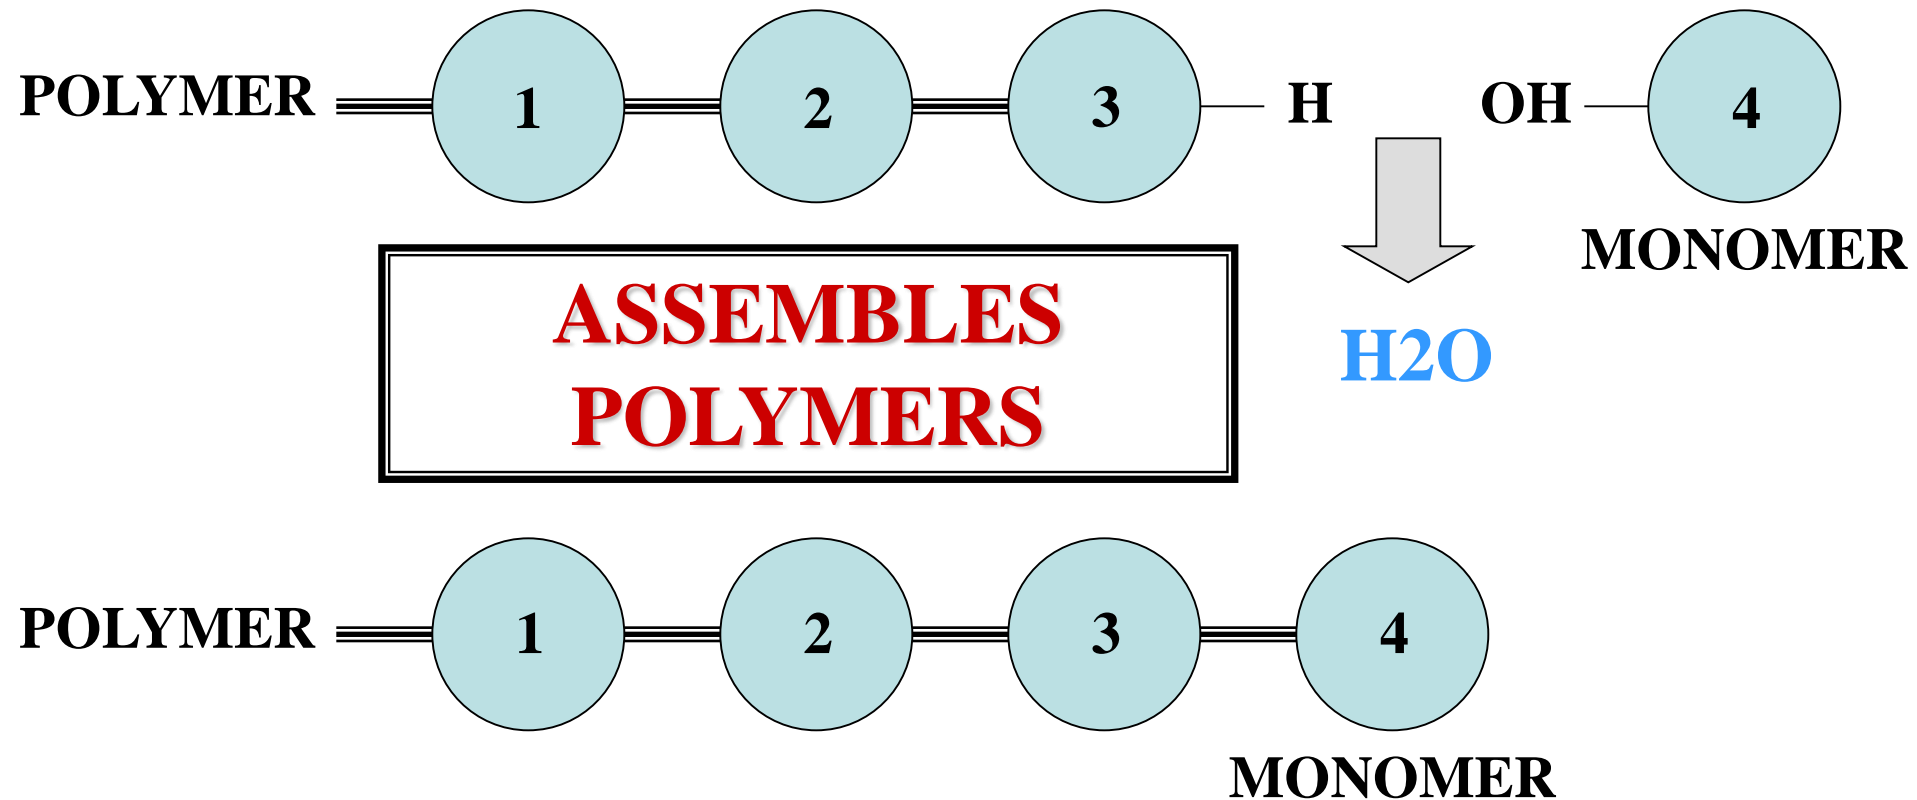 POLYMER 1 2 3 H OH 4
MONOMER
ASSEMBLES
POLYMERS
H2O
POLYMER 1 2 3 4
MONOMER